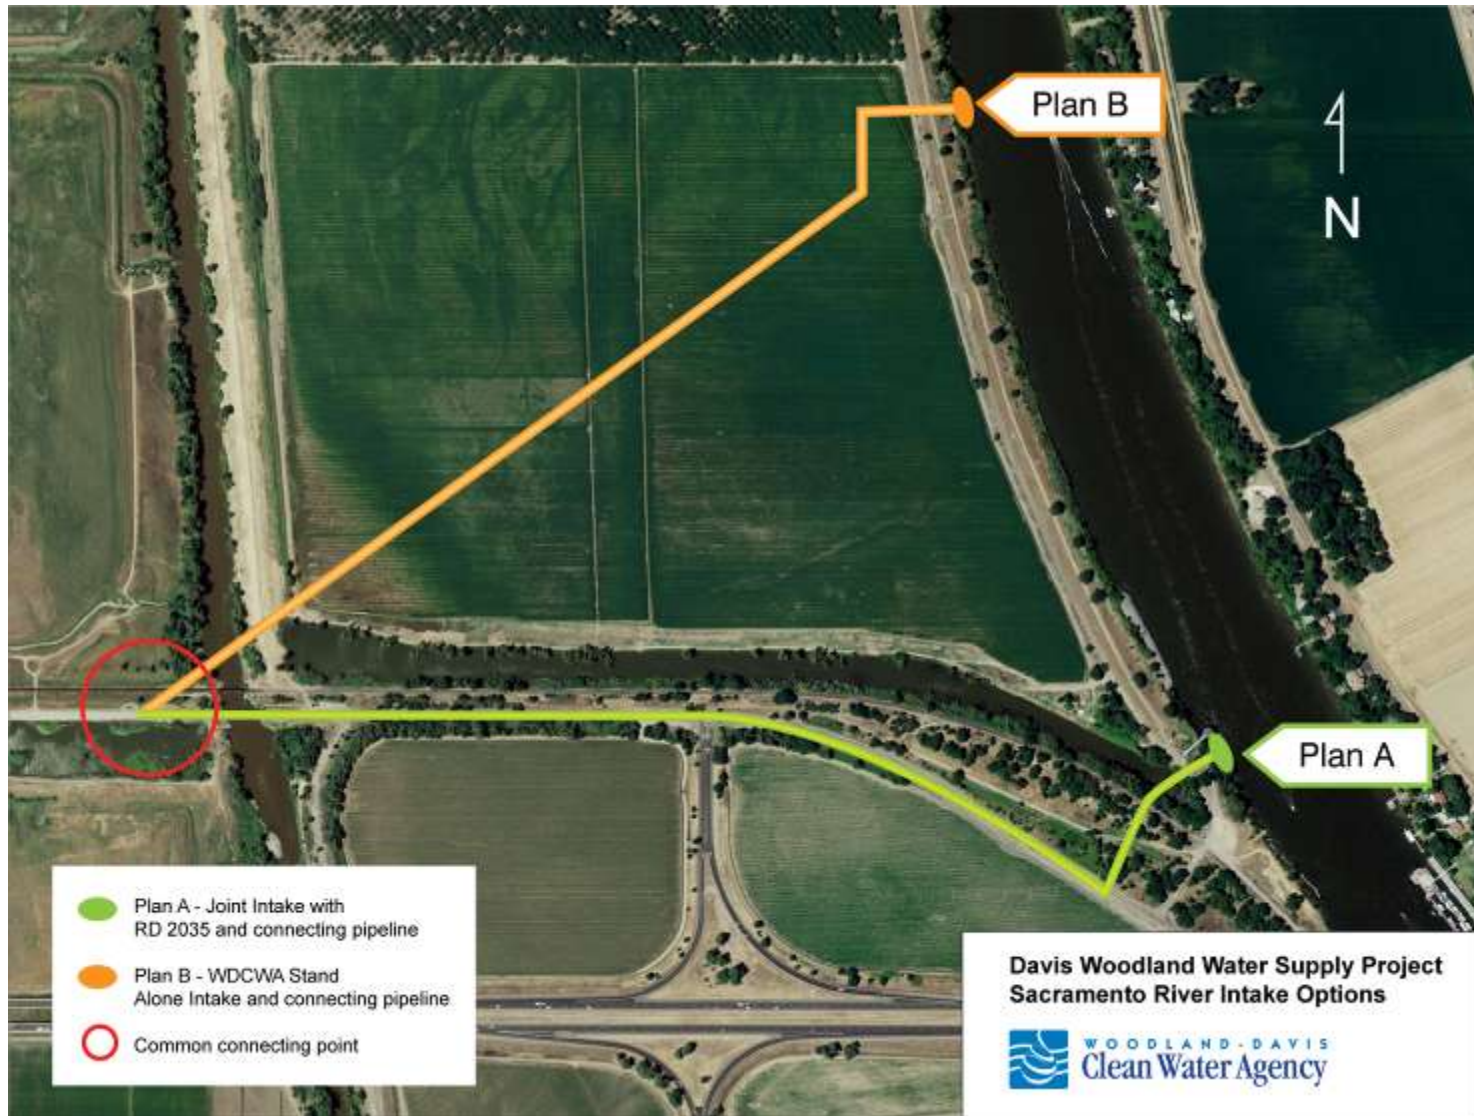 Plan B
N
Plan A
Plan A - Joint Intake with
RD 2035 and connecting pipeline
Plan B - WDCWA Stand
Alone Intake and connecting pipeline
Common connecting point
Davis Woodland Water Supply Project
Sacramento River Intake Options
WOODLAND-DAVIS
Clean Water Agency